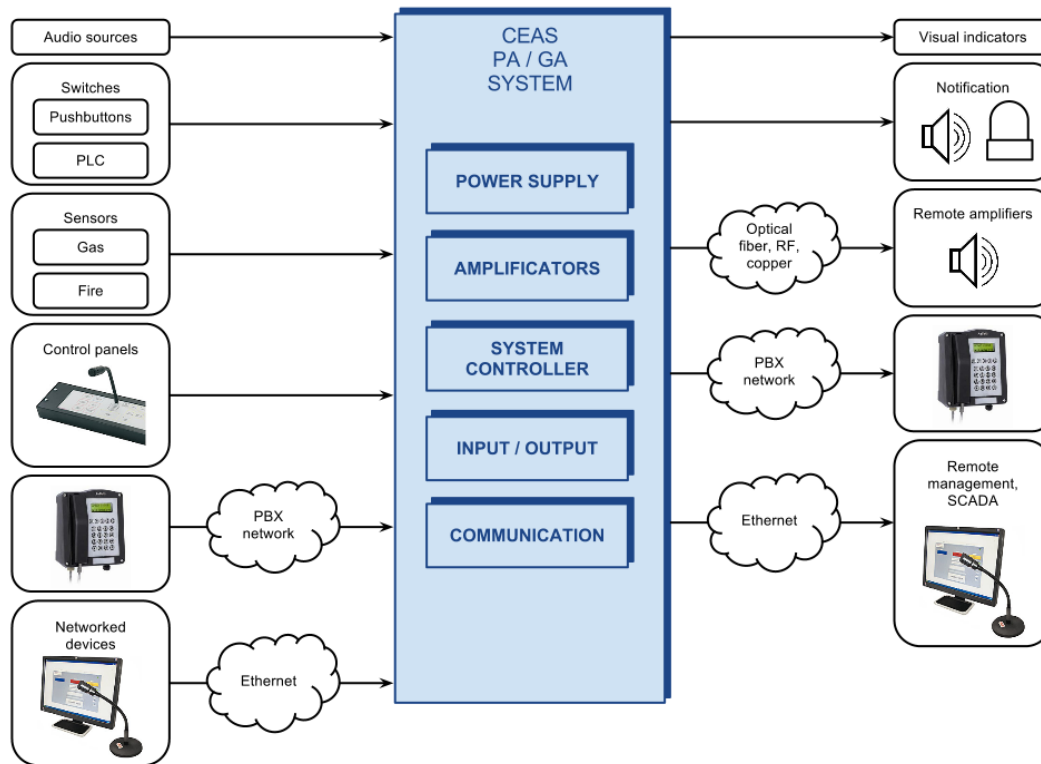 Audio sources
Switches
Pushbuttons
PLC
Sensors
Gas
Fire
Control panels
PBX
network
Networked
devices
Ethernet
CEAS
PA / GA
SYSTEM
POWER SUPPLY
AMPLIFICATORS
SYSTEM
CONTROLLER
INPUT / OUTPUT
COMMUNICATION
Visual indicators
Notification
Optical
fiber, RF,
copper
Remote amplifiers
PBX
network
Ethernet
Remote
management,
SCADA